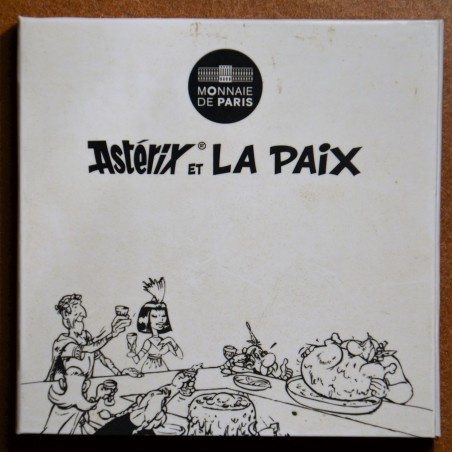 MONNAIE
DE PARIS
Astérix® ET LA PAiX